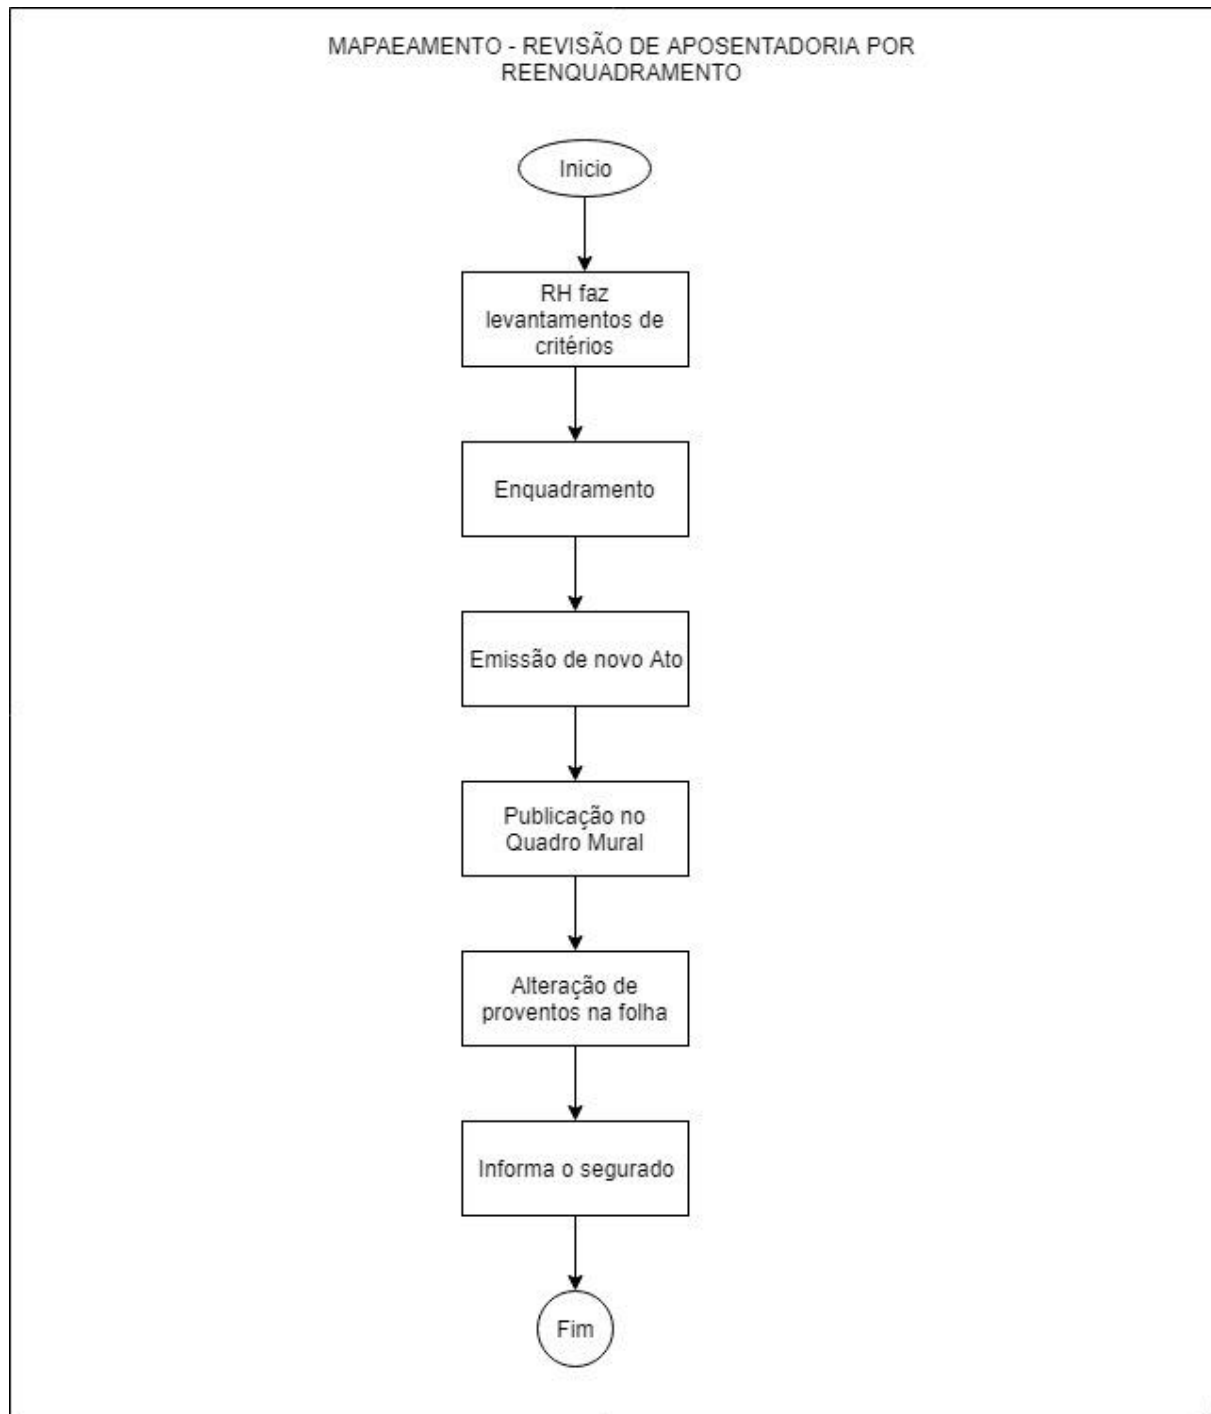 MAPAEAMENTO - REVISÃO DE APOSENTADORIA POR
REENQUADRAMENTO
Inicio
RH faz
levantamentos de
critérios
Enquadramento
Emissão de novo Ato
Publicação no
Quadro Mural
Alteração de
proventos na folha
Informa o segurado
Fim